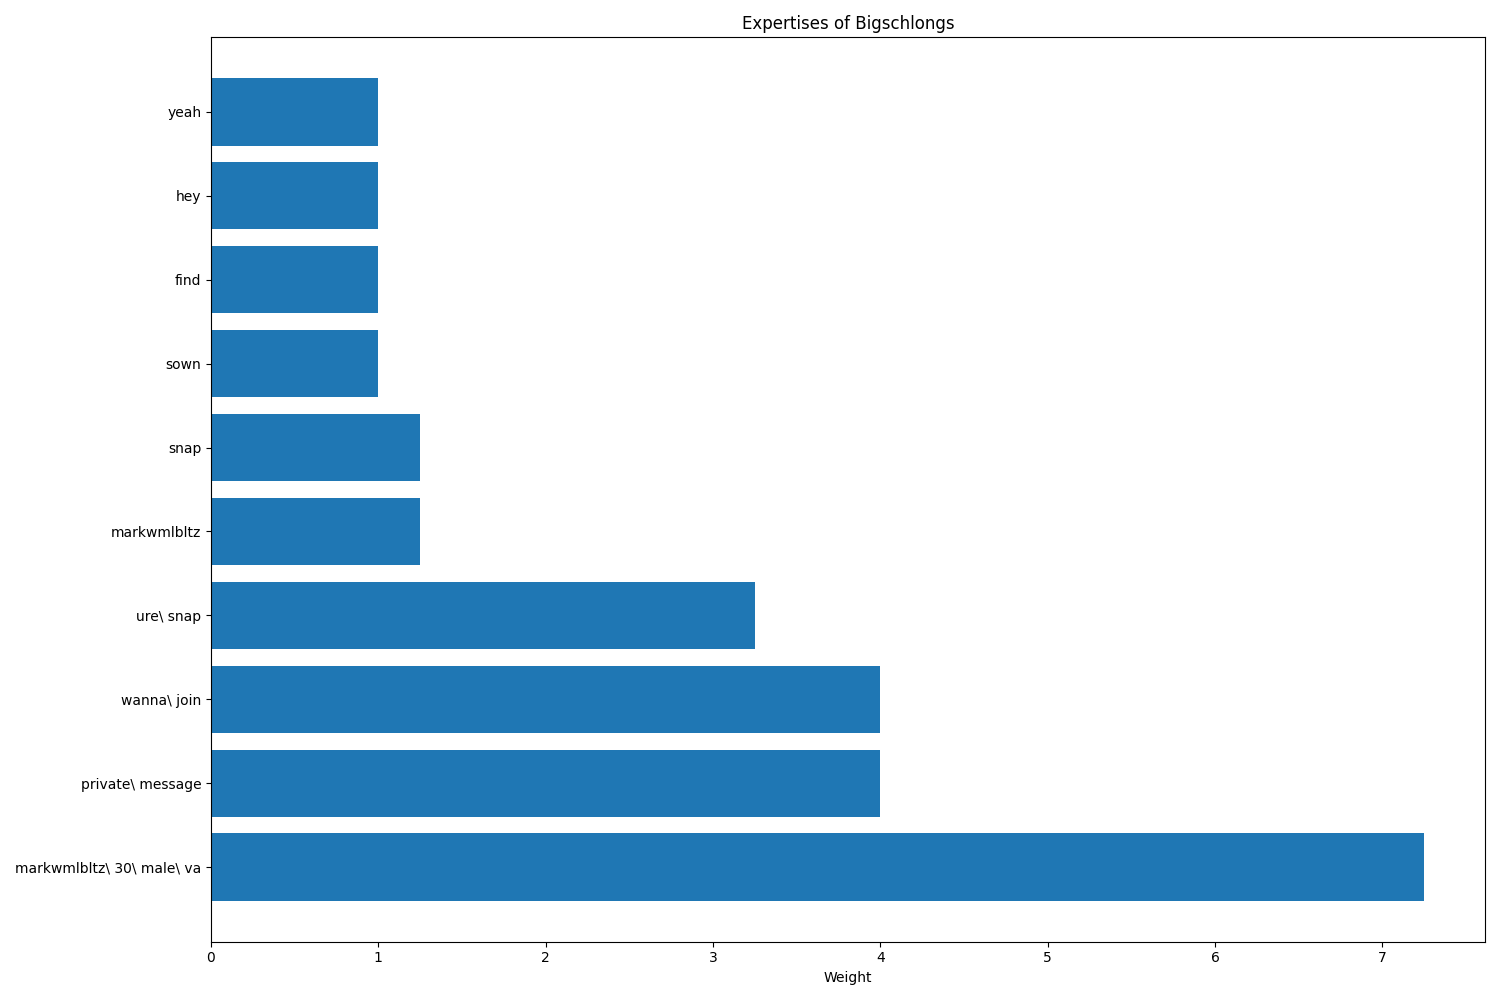 Expertises of Bigschlongs
yeah
hey
find
sown
snap
markwmlbltz
ure\ snap
wanna\ join
private\ message
markwmlbltz\ 30\ male\ va
0 1 2 3 4 5 6 7
Weight